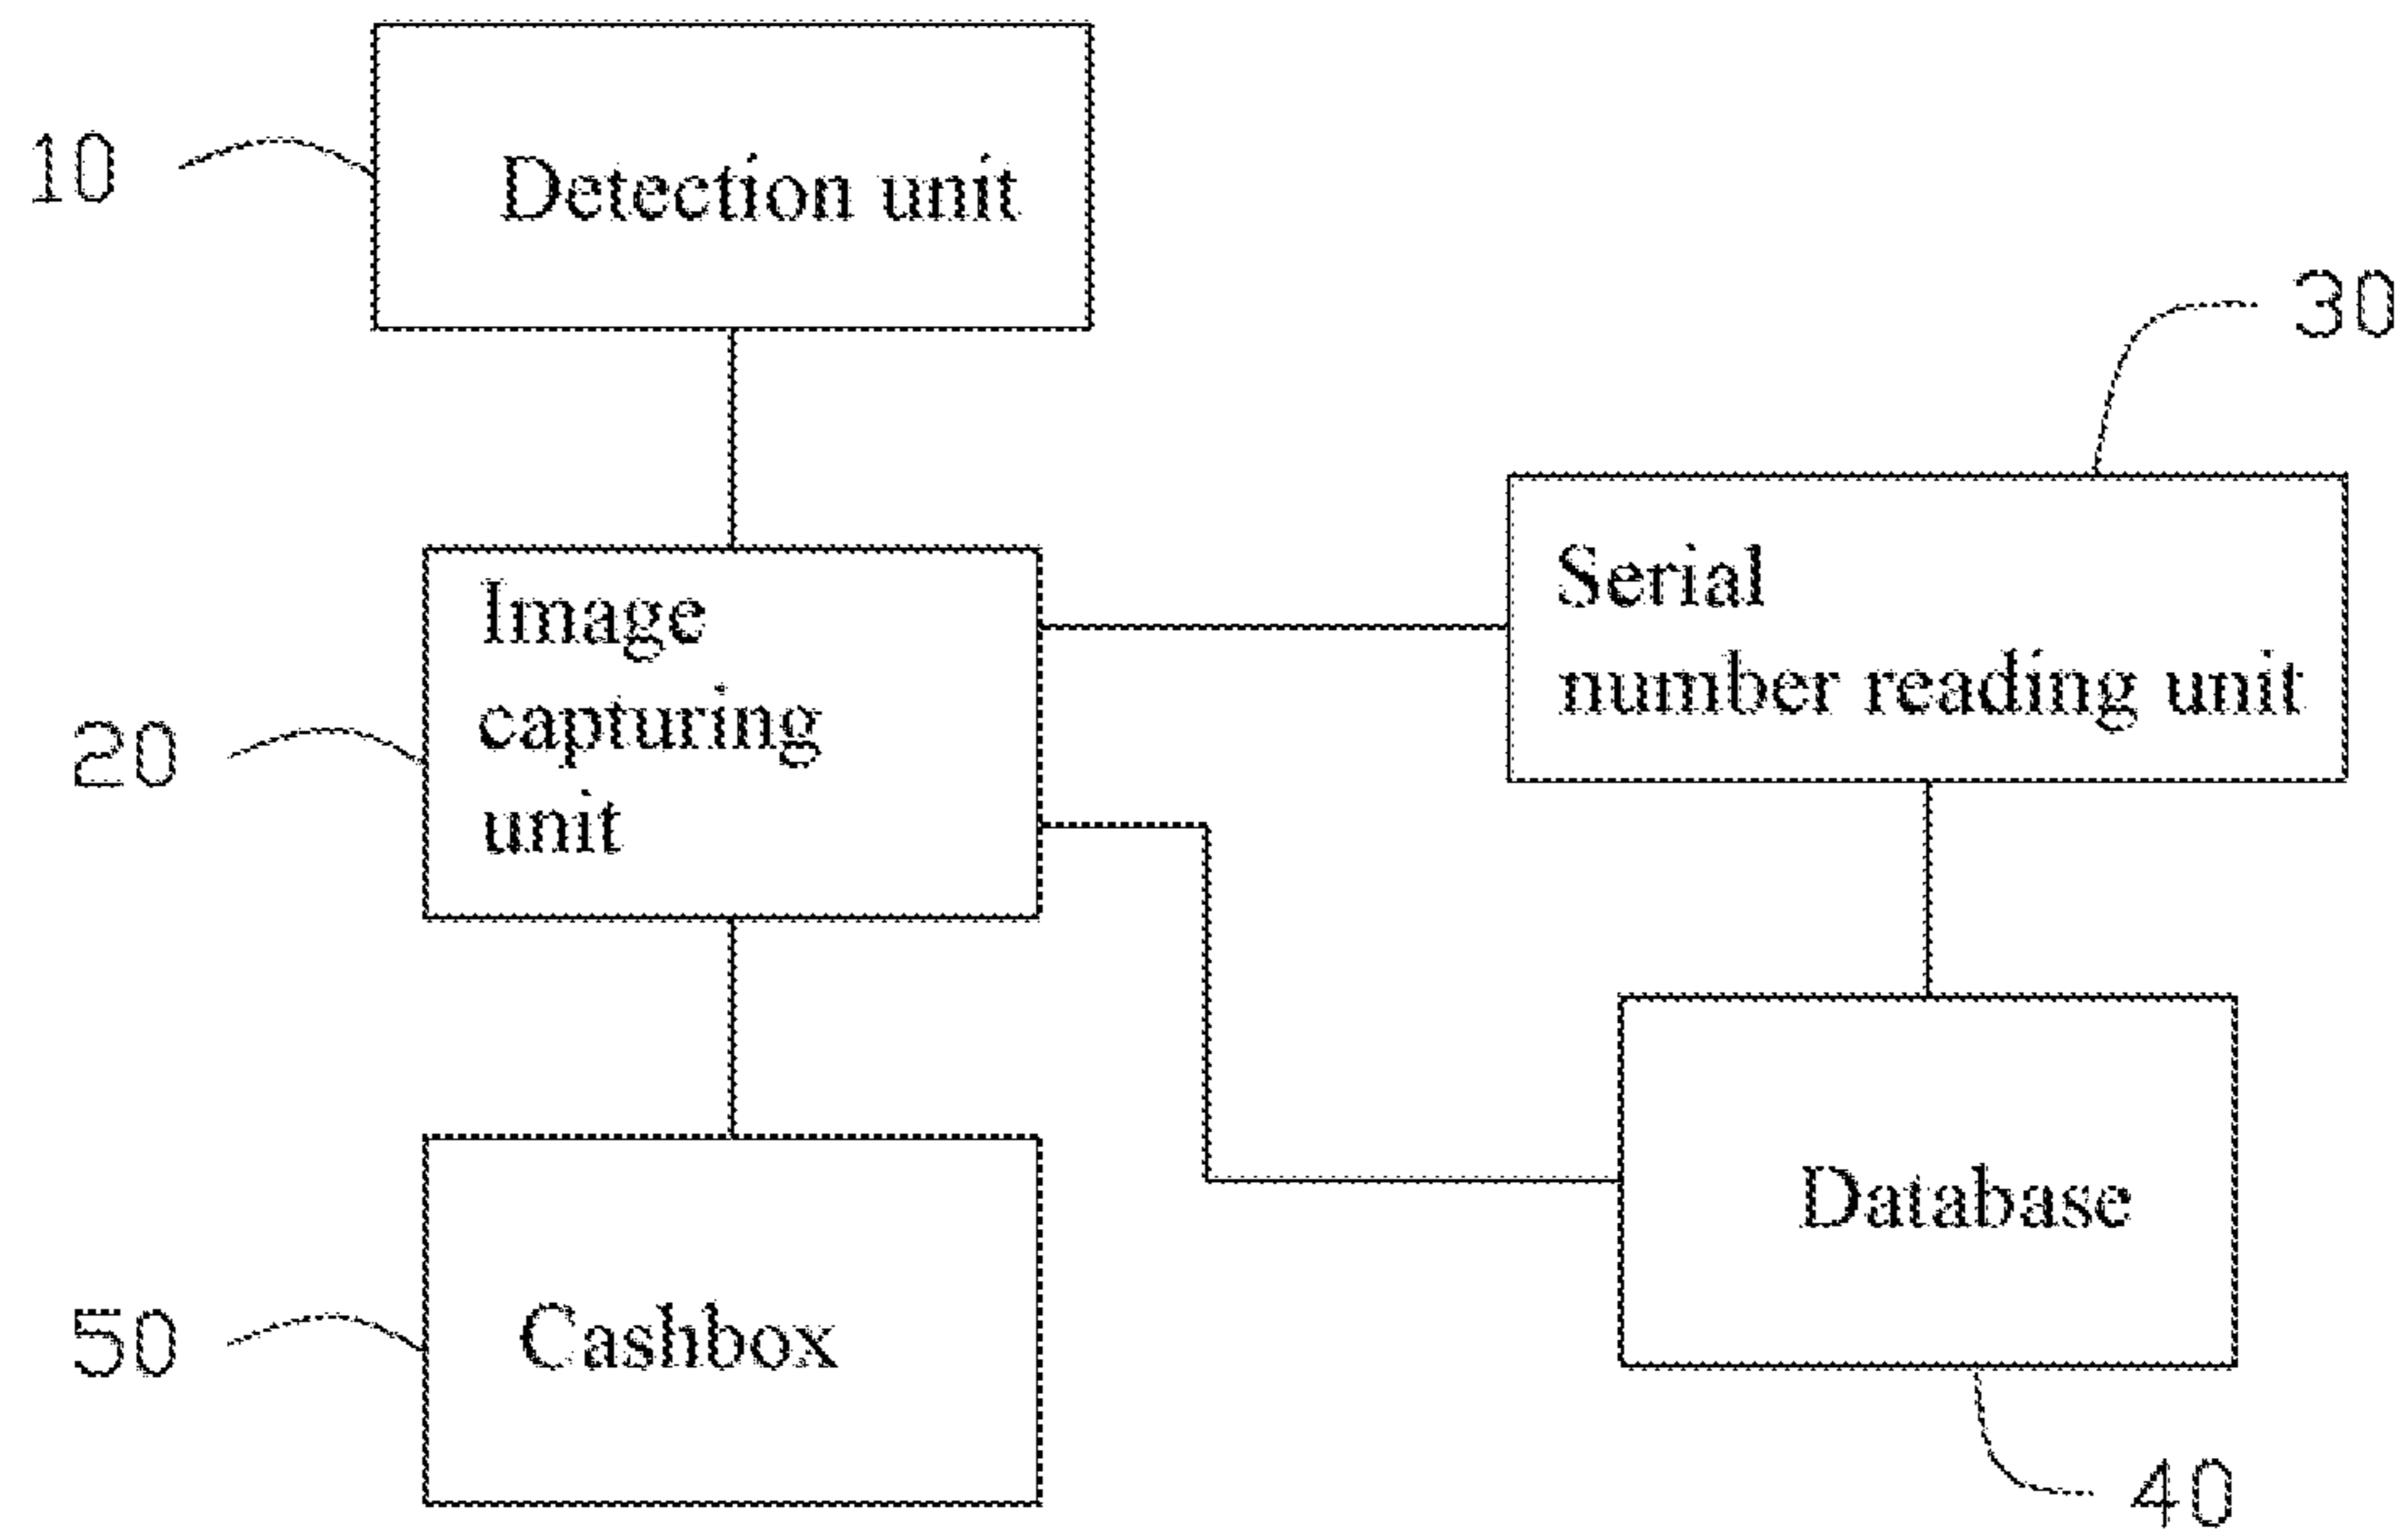 10
Detection unit
30
Serial
number reading unit
Image
capturing
unit
20
Database
Cashbox
50
40